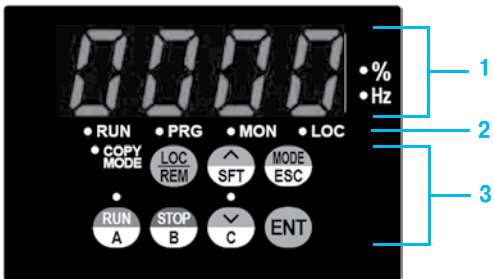 0000
%
Hz
1
RUN PRG MON LOC
2
COPY MODE
LOC/REM
^ SFT
MODE ESC
3
RUN A
STOP B
C
ENT